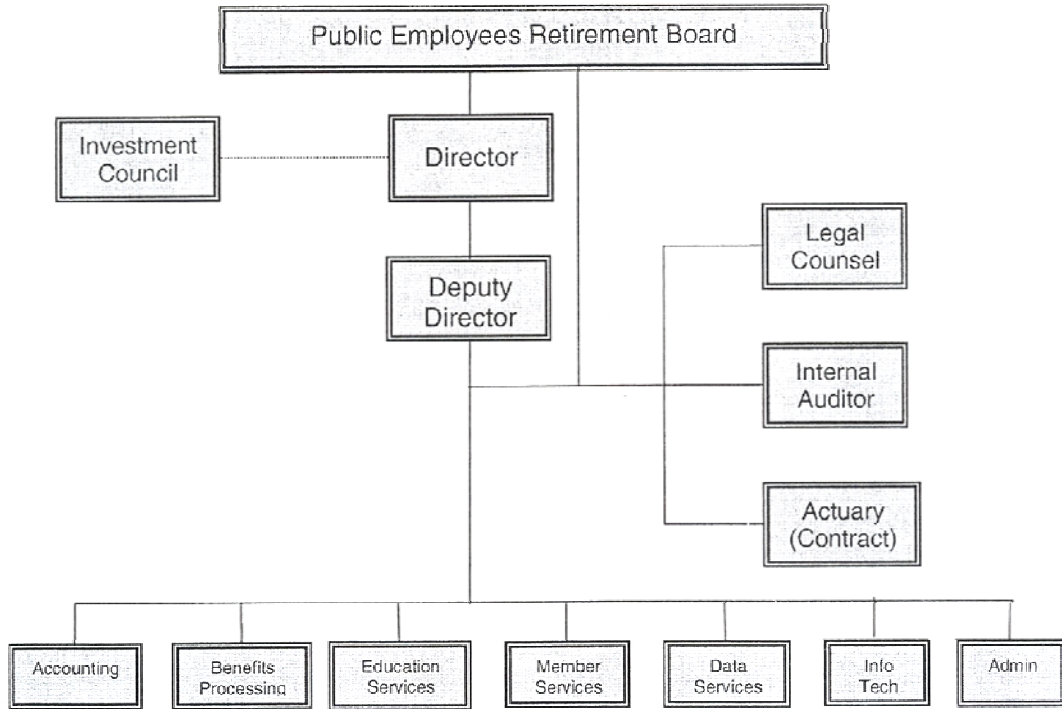 Public Employees Retirement Board
Investment
Council
Director
Deputy
Director
Legal
Counsel
Internal
Auditor
Actuary
(Contract)
Accounting
Benefits
Processing
Education
Services
Member
Services
Data
Services
Info
Tech
Admin